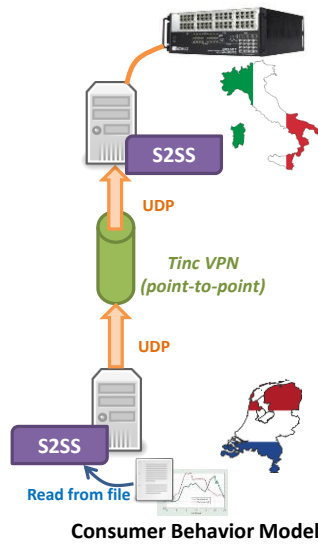 S2SS
UDP
Tinc VPN
(point-to-point)
UDP
S2SS
Read from file
Consumer Behavior Model